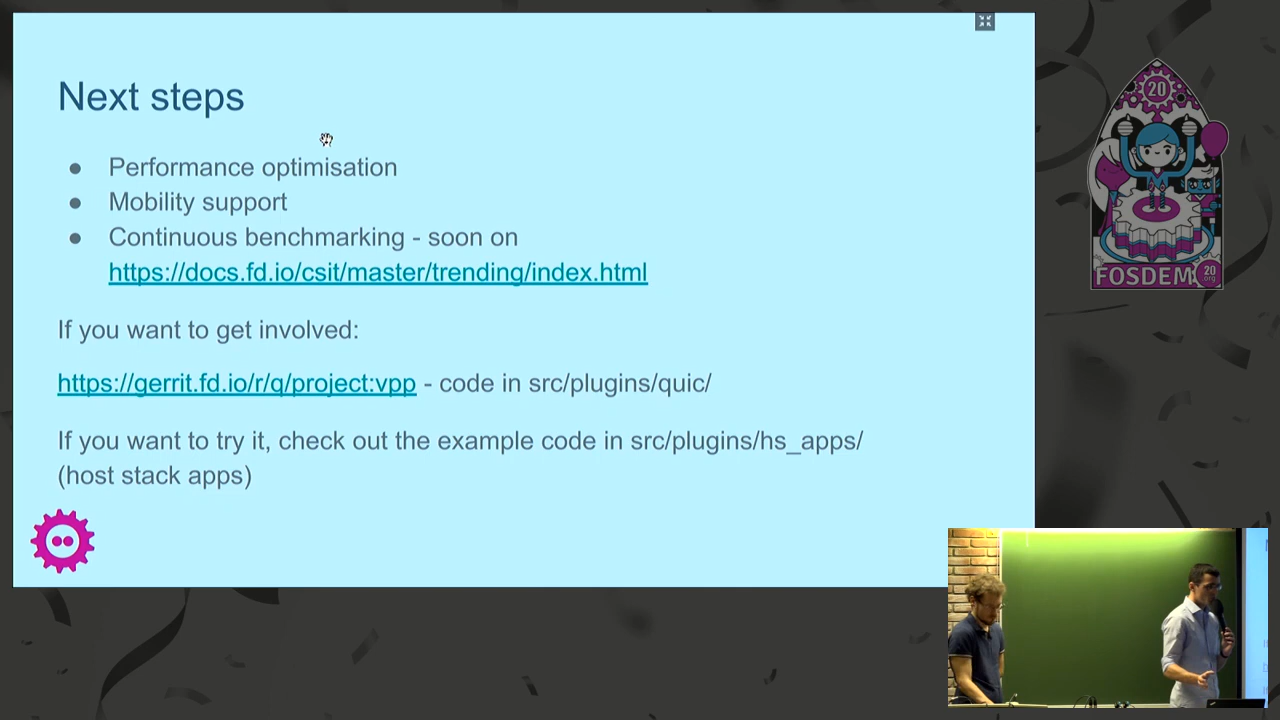 Next steps
● Performance optimisation
● Mobility support
● Continuous benchmarking - soon on
https://docs.fd.io/csit/master/trending/index.html
If you want to get involved:
https://gerrit.fd.io/r/q/project:vpp - code in src/plugins/quic/
If you want to try it, check out the example code in src/plugins/hs_apps/
(host stack apps)
20
FOSDEM 20
.org